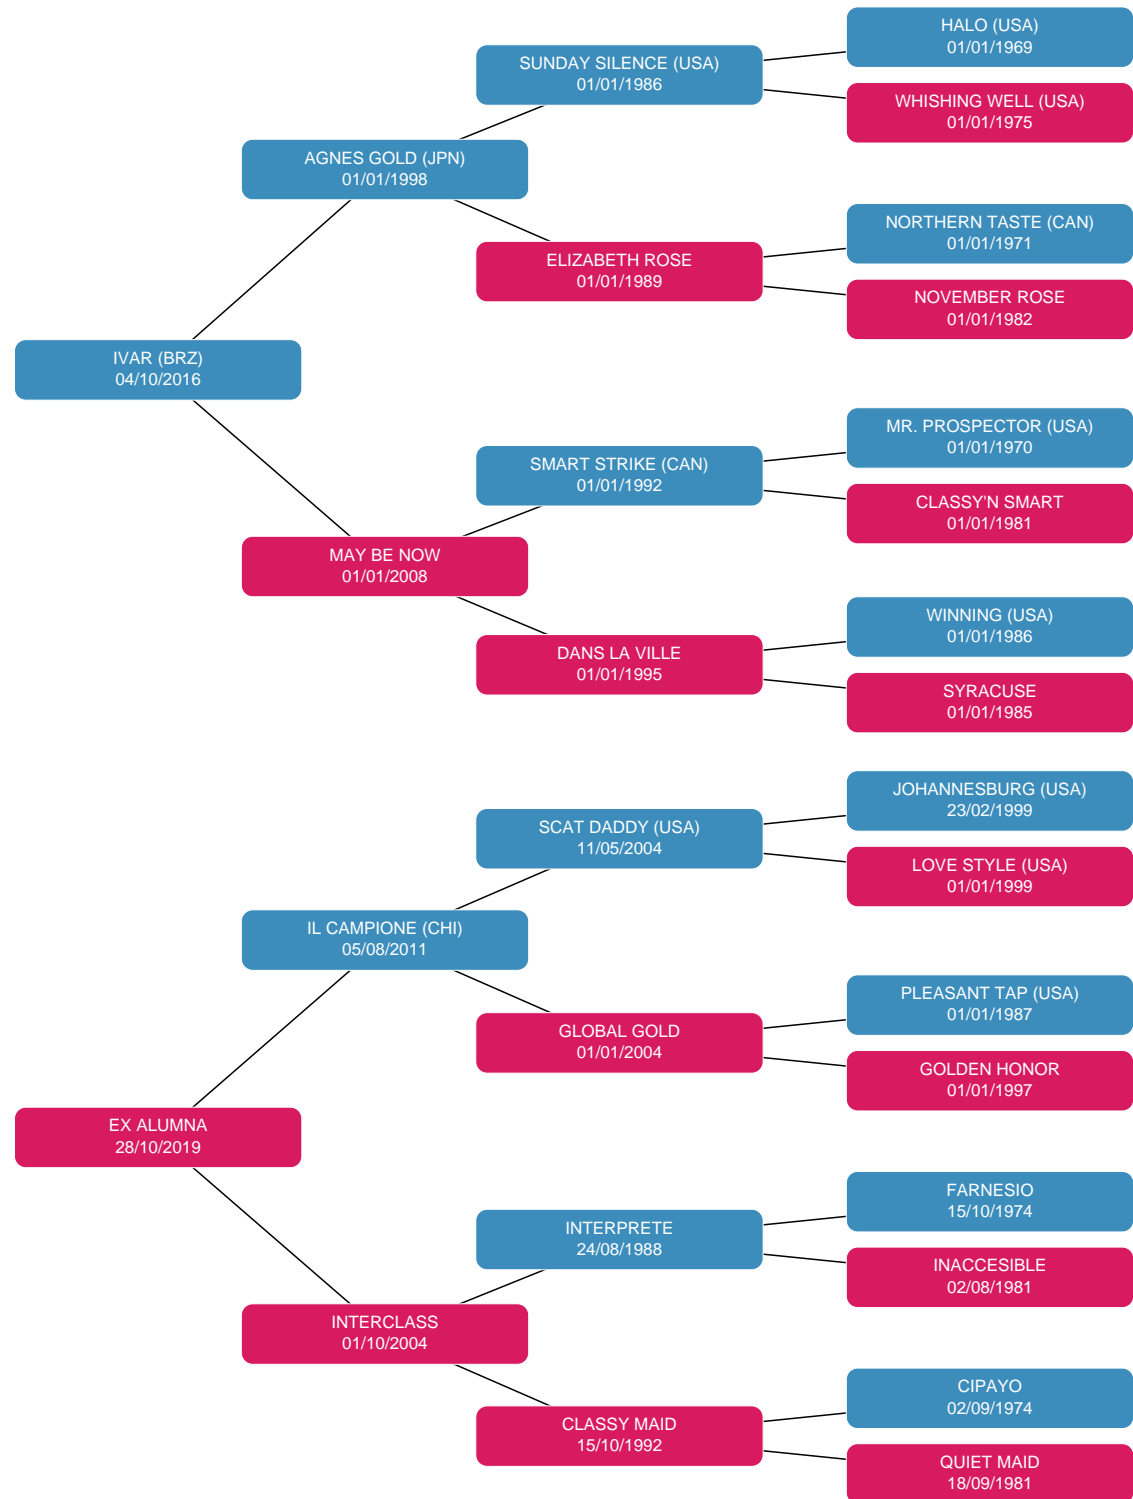 HALO (USA)
01/01/1969
SUNDAY SILENCE (USA)
01/01/1986
WHISHING WELL (USA)
01/01/1975
AGNES GOLD (JPN)
01/01/1998
NORTHERN TASTE (CAN)
01/01/1971
ELIZABETH ROSE
01/01/1989
NOVEMBER ROSE
01/01/1982
IVAR (BRZ)
04/10/2016
MR. PROSPECTOR (USA)
01/01/1970
SMART STRIKE (CAN)
01/01/1992
CLASSY'N SMART
01/01/1981
MAY BE NOW
01/01/2008
WINNING (USA)
01/01/1986
DANS LA VILLE
01/01/1995
SYRACUSE
01/01/1985
JOHANNESBURG (USA)
23/02/1999
SCAT DADDY (USA)
11/05/2004
LOVE STYLE (USA)
01/01/1999
IL CAMPIONE (CHI)
05/08/2011
PLEASANT TAP (USA)
01/01/1987
GLOBAL GOLD
01/01/2004
GOLDEN HONOR
01/01/1997
EX ALUMNA
28/10/2019
FARNESIO
15/10/1974
INTERPRETE
24/08/1988
INACCESIBLE
02/08/1981
INTERCLASS
01/10/2004
CIPAYO
02/09/1974
CLASSY MAID
15/10/1992
QUIET MAID
18/09/1981